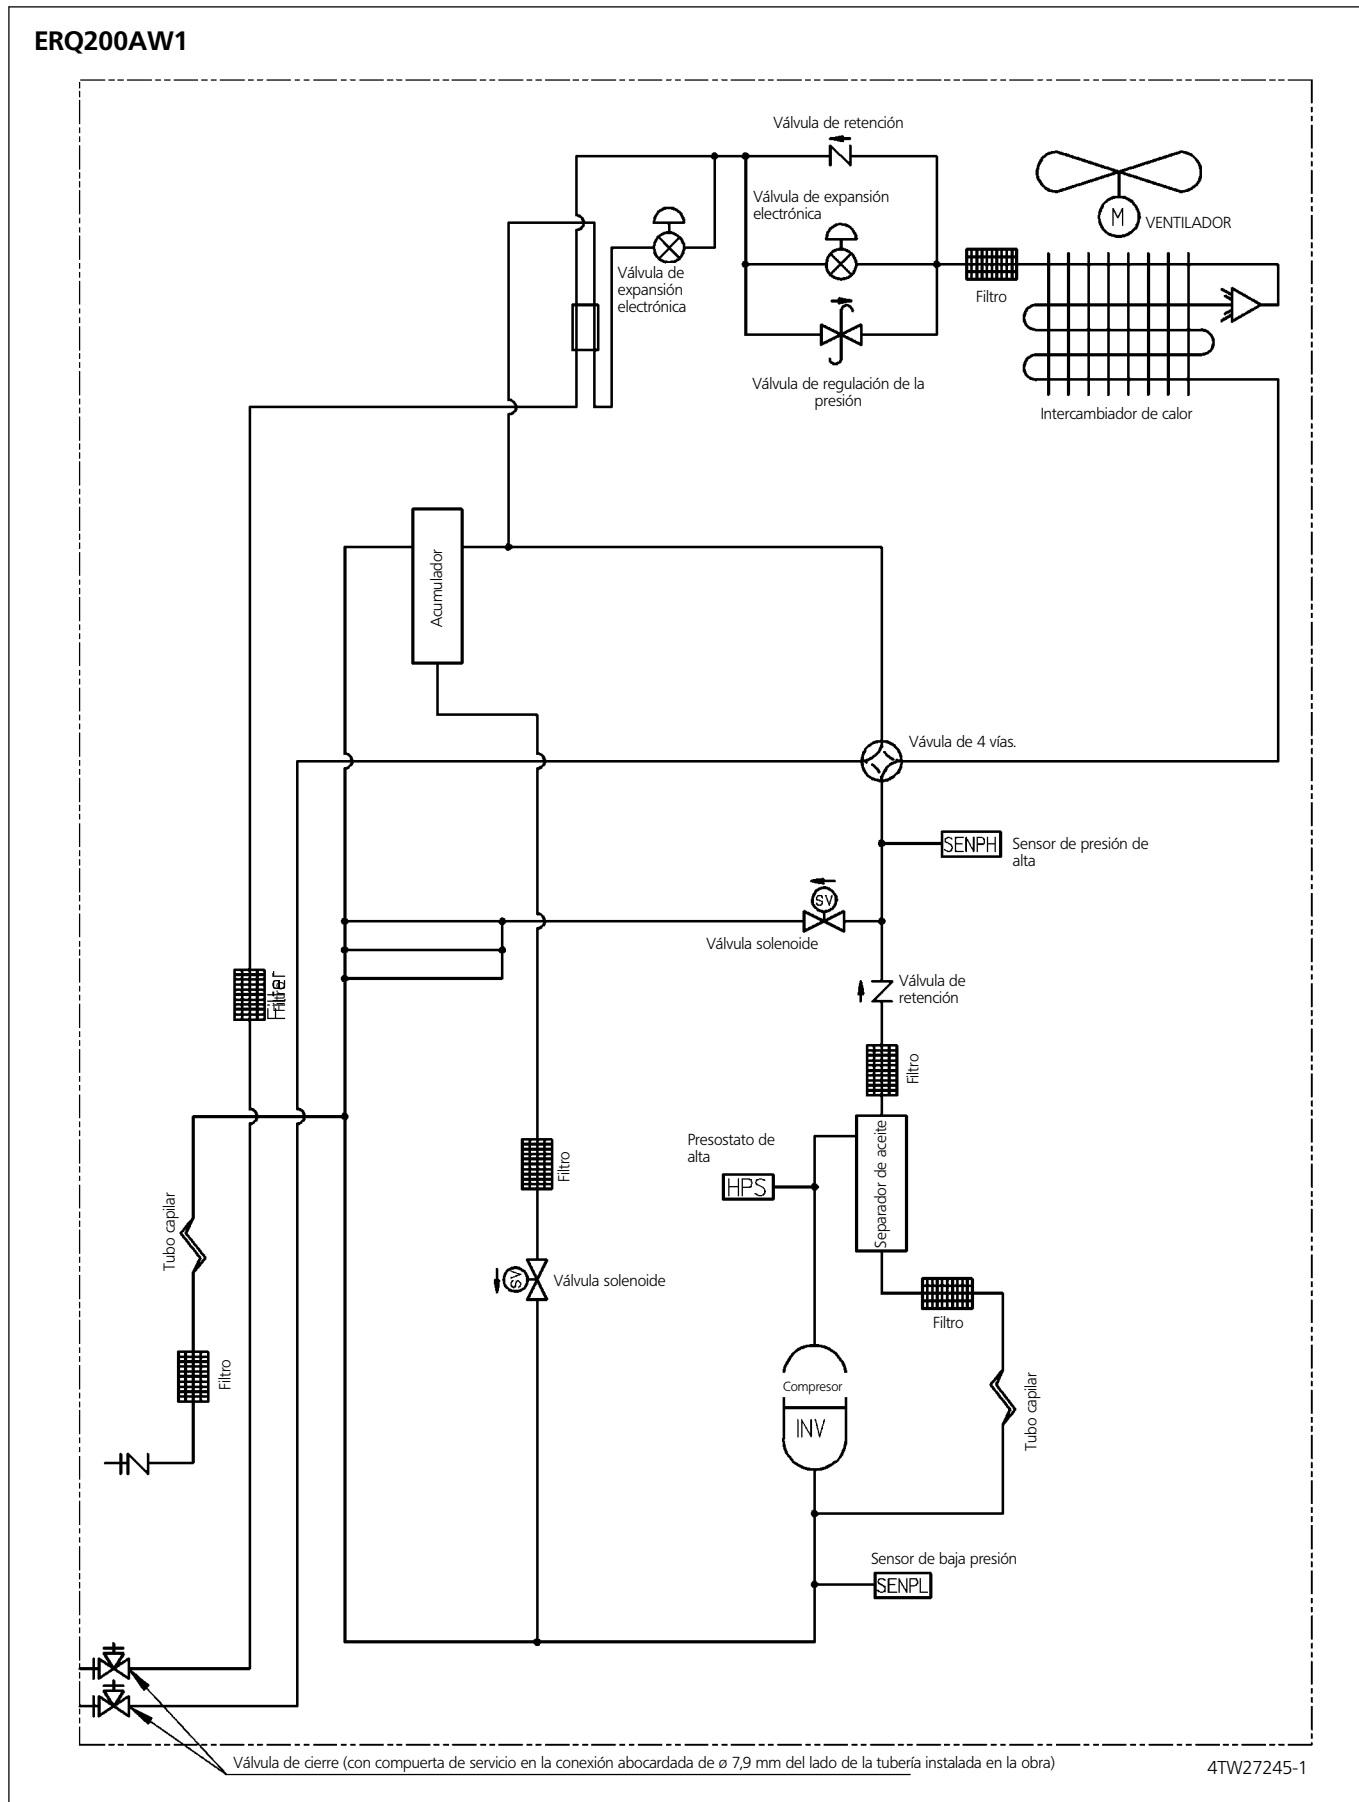 ERQ200AW1
Válvula de retención
Válvula de expansión
electrónica
M
VENTILADOR
Válvula de
expansión
electrónica
Filtro
Válvula de regulación de la
presión
Intercambiador de calor
Acumulador
Vávula de 4 vías.
SENPH
Sensor de presión de
alta
SV
Válvula solenoide
Válvula de
retención
Filter
Filtro
Filtro
Separador de aceite
Presostato de
alta
HPS
Filtro
Tubo capilar
SV
Válvula solenoide
Filtro
Filtro
Compresor
INV
Tubo capilar
Sensor de baja presión
SENPL
Válvula de cierre (con compuerta de servicio en la conexión abocardada de ø 7,9 mm del lado de la tubería instalada en la obra)
4TW27245-1